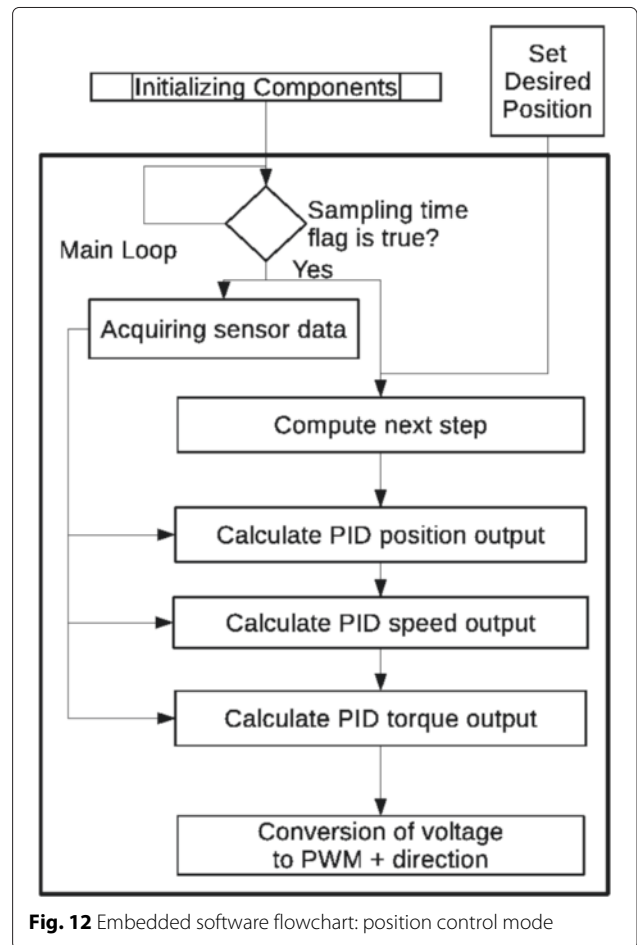 Set
Desired
Position
Initializing Components
Sampling time
flag is true?
Main Loop
Yes
Acquiring sensor data
Compute next step
Calculate PID position output
Calculate PID speed output
Calculate PID torque output
Conversion of voltage
to PWM + direction
Fig. 12 Embedded software flowchart: position control mode